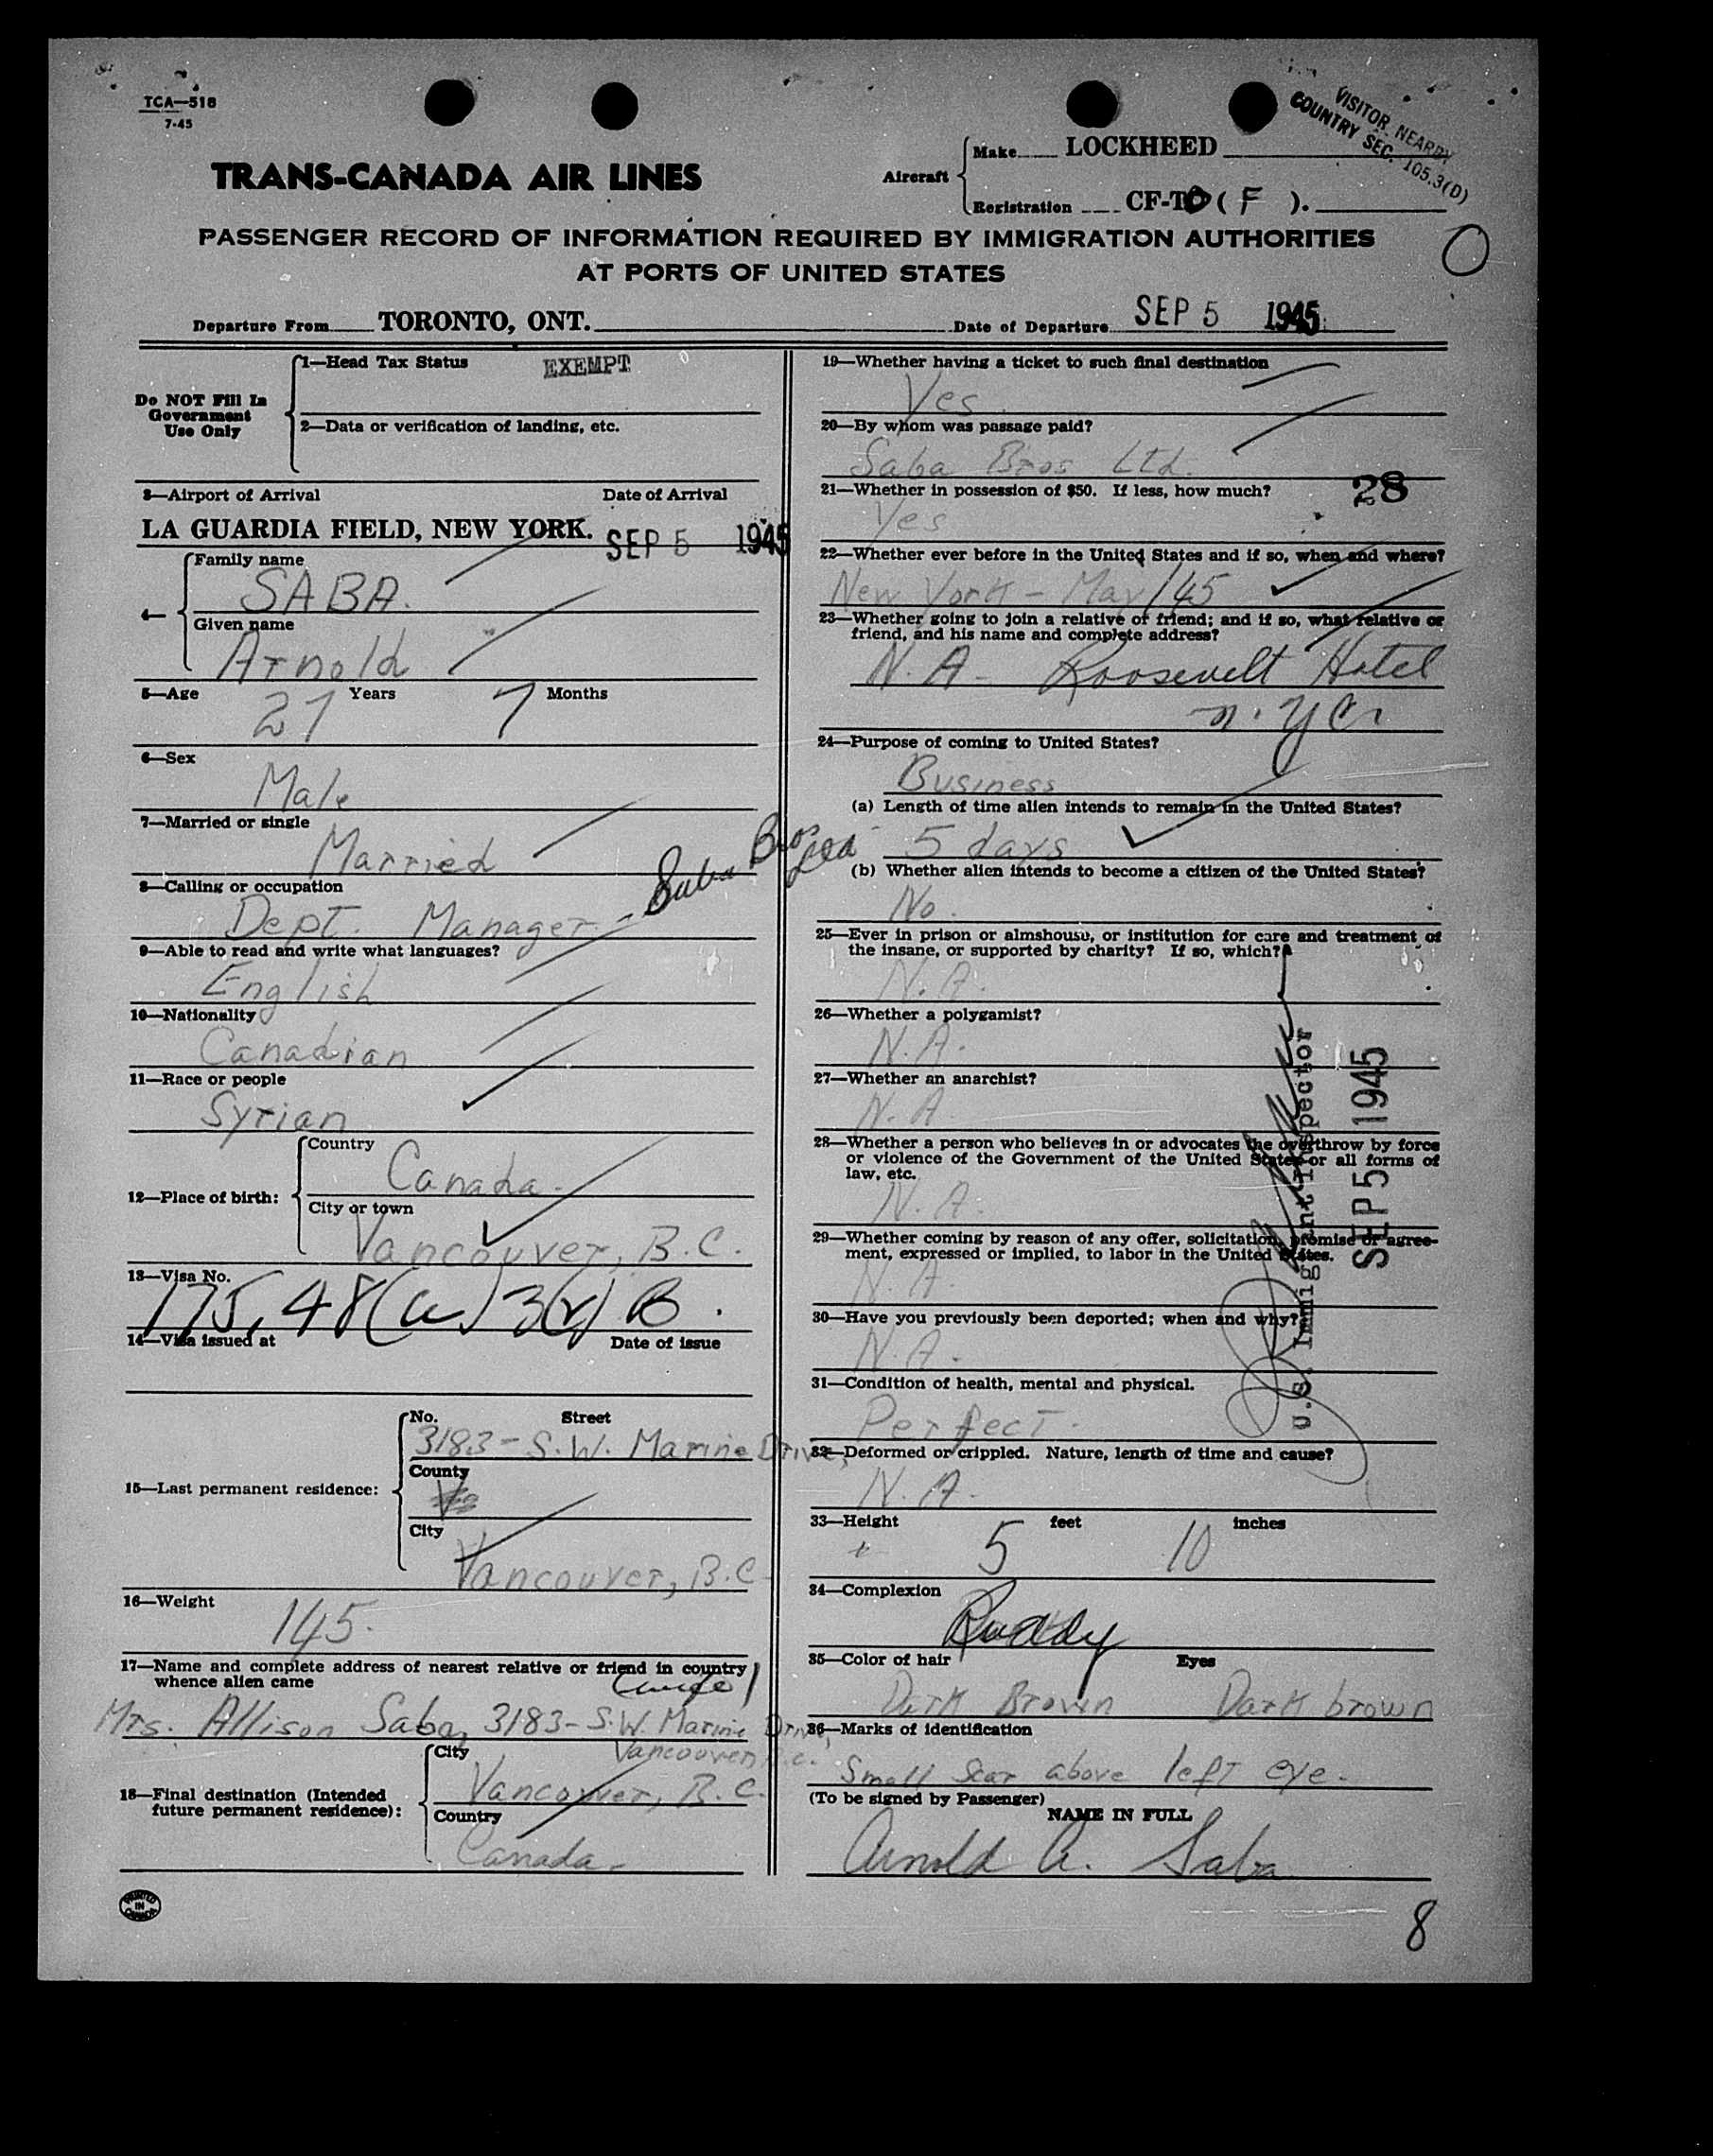 TCA—518
7-45
VISITOR NEARBY
COUNTRY SEC. 105.3(D)
TRANS-CANADA AIR LINES
Aircraft
Make LOCKHEED
Registration CF-TC ( F ).
PASSENGER RECORD OF INFORMATION REQUIRED BY IMMIGRATION AUTHORITIES
AT PORTS OF UNITED STATES
O
Departure From TORONTO, ONT. Date of Departure SEP 5 1945
Do NOT Fill In
Government
Use Only
1—Head Tax Status EXEMPT
2—Data or verification of landing, etc.
3—Airport of Arrival Date of Arrival
LA GUARDIA FIELD, NEW YORK. SEP 5 1945
4—
Family name
SABA.
Given name
Arnold
5—Age 27 Years 7 Months
6—Sex
Male
7—Married or single
Married
8—Calling or occupation
Dept. Manager - Saba Bros Ltd
9—Able to read and write what languages?
English
10—Nationality
Canadian
11—Race or people
Syrian
12—Place of birth:
Country
Canada-
City or town
Vancouver, B.C.
13—Visa No.
175,48(a)3(v) B.
14—Visa issued at Date of issue
15—Last permanent residence:
No. Street
3183-S.W. Marine Drive,
County
City
Vancouver, B.C.
16—Weight
145.
17—Name and complete address of nearest relative or friend in country
whence alien came
Mrs. Allison Saba, 3183-S.W. Marine Drive,
Vancouver, B.C.
18—Final destination (Intended
future permanent residence):
City
Vancouver, B.C.
Country
Canada-
PRINTED
IN
CANADA
19—Whether having a ticket to such final destination
Yes.
20—By whom was passage paid?
Saba Bros Ltd.
21—Whether in possession of $50. If less, how much? 28
Yes
22—Whether ever before in the United States and if so, when and where?
New York - May/45
23—Whether going to join a relative or friend; and if so, what relative or
friend, and his name and complete address?
N.A- Roosevelt Hotel
n.y.c.
24—Purpose of coming to United States?
Business
(a) Length of time alien intends to remain in the United States?
5 days
(b) Whether alien intends to become a citizen of the United States?
No.
25—Ever in prison or almshouse, or institution for care and treatment of
the insane, or supported by charity? If so, which?
N.A.
26—Whether a polygamist?
N.A.
27—Whether an anarchist?
N.A
28—Whether a person who believes in or advocates the overthrow by force
or violence of the Government of the United States or all forms of
law, etc.
N.A.
29—Whether coming by reason of any offer, solicitation, promise or agree-
ment, expressed or implied, to labor in the United States.
N.A.
30—Have you previously been deported; when and why?
N.A.
31—Condition of health, mental and physical.
Perfect.
U.S. Immigrant Inspector
SEP 5 1945
32—Deformed or crippled. Nature, length of time and cause?
N.A.
33—Height 5 feet 10 inches
34—Complexion
Ruddy
35—Color of hair Eyes
Dark Brown Dark brown
36—Marks of identification
Small Scar above left eye.
(To be signed by Passenger)
NAME IN FULL
Arnold A. Saba
8